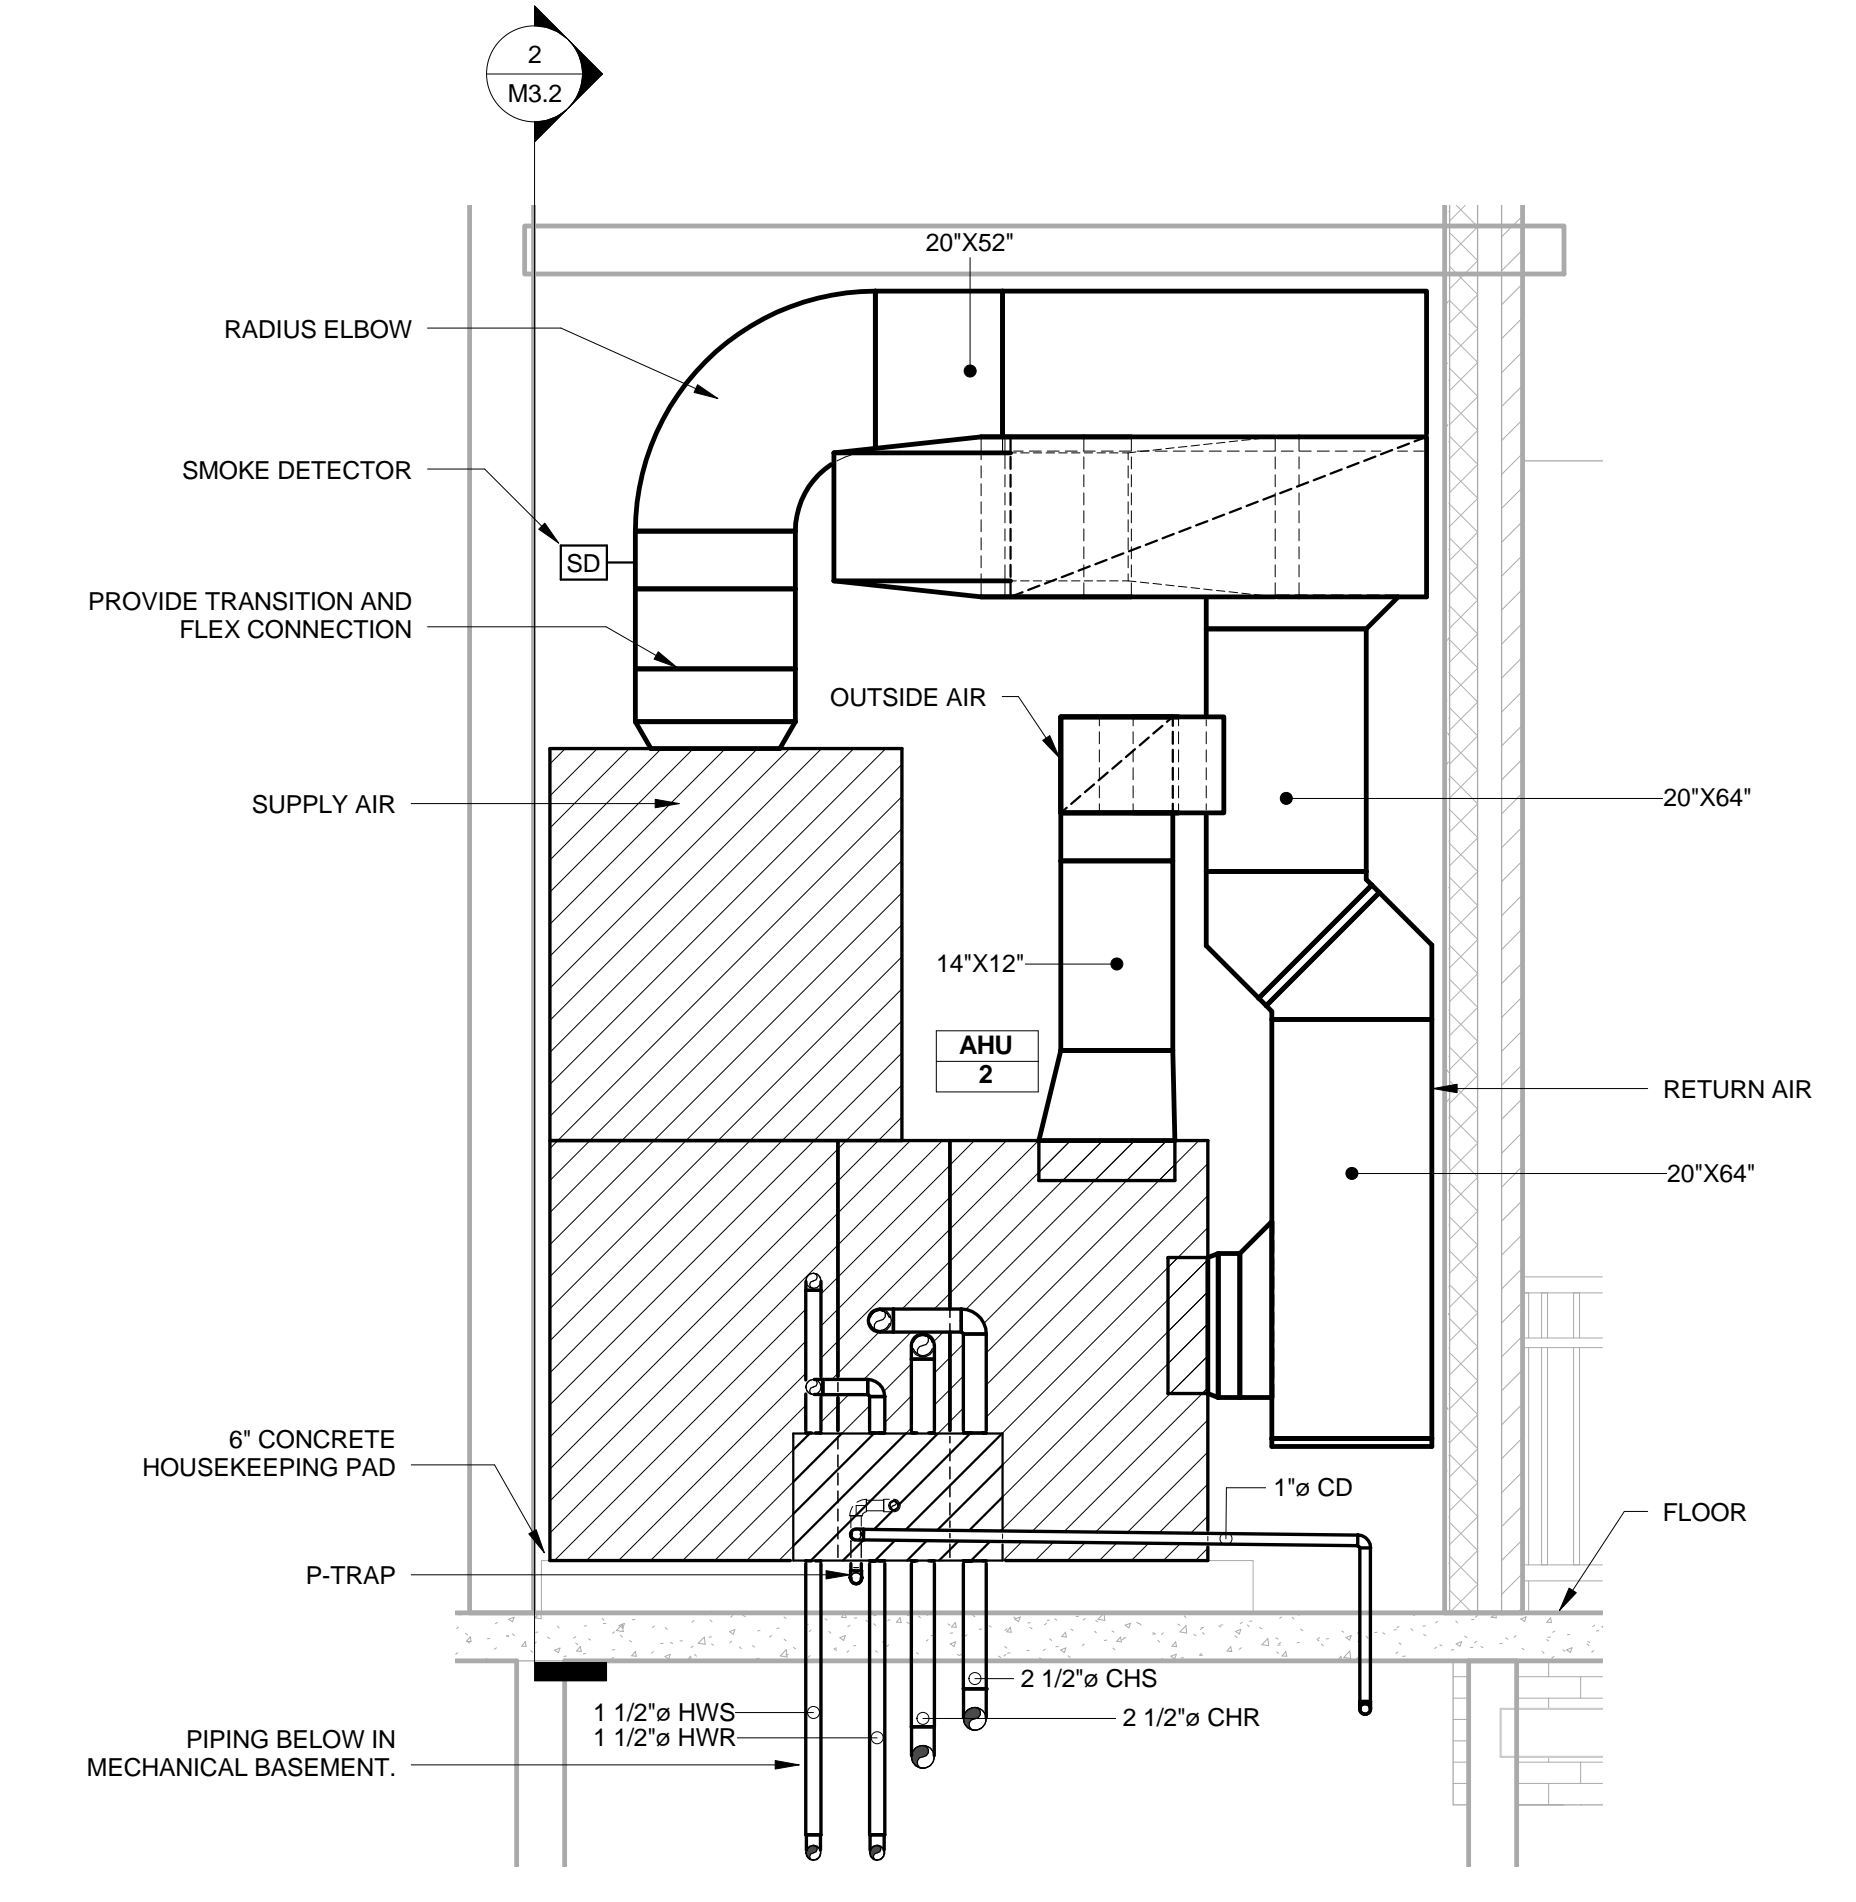 2
M3.2
20"X52"
RADIUS ELBOW
SMOKE DETECTOR
SD
PROVIDE TRANSITION AND
FLEX CONNECTION
OUTSIDE AIR
SUPPLY AIR
20"X64"
14"X12"
AHU
2
RETURN AIR
20"X64"
6" CONCRETE
HOUSEKEEPING PAD
1"ø CD
FLOOR
P-TRAP
2 1/2"ø CHS
1 1/2"ø HWS
2 1/2"ø CHR
1 1/2"ø HWR
PIPING BELOW IN
MECHANICAL BASEMENT.